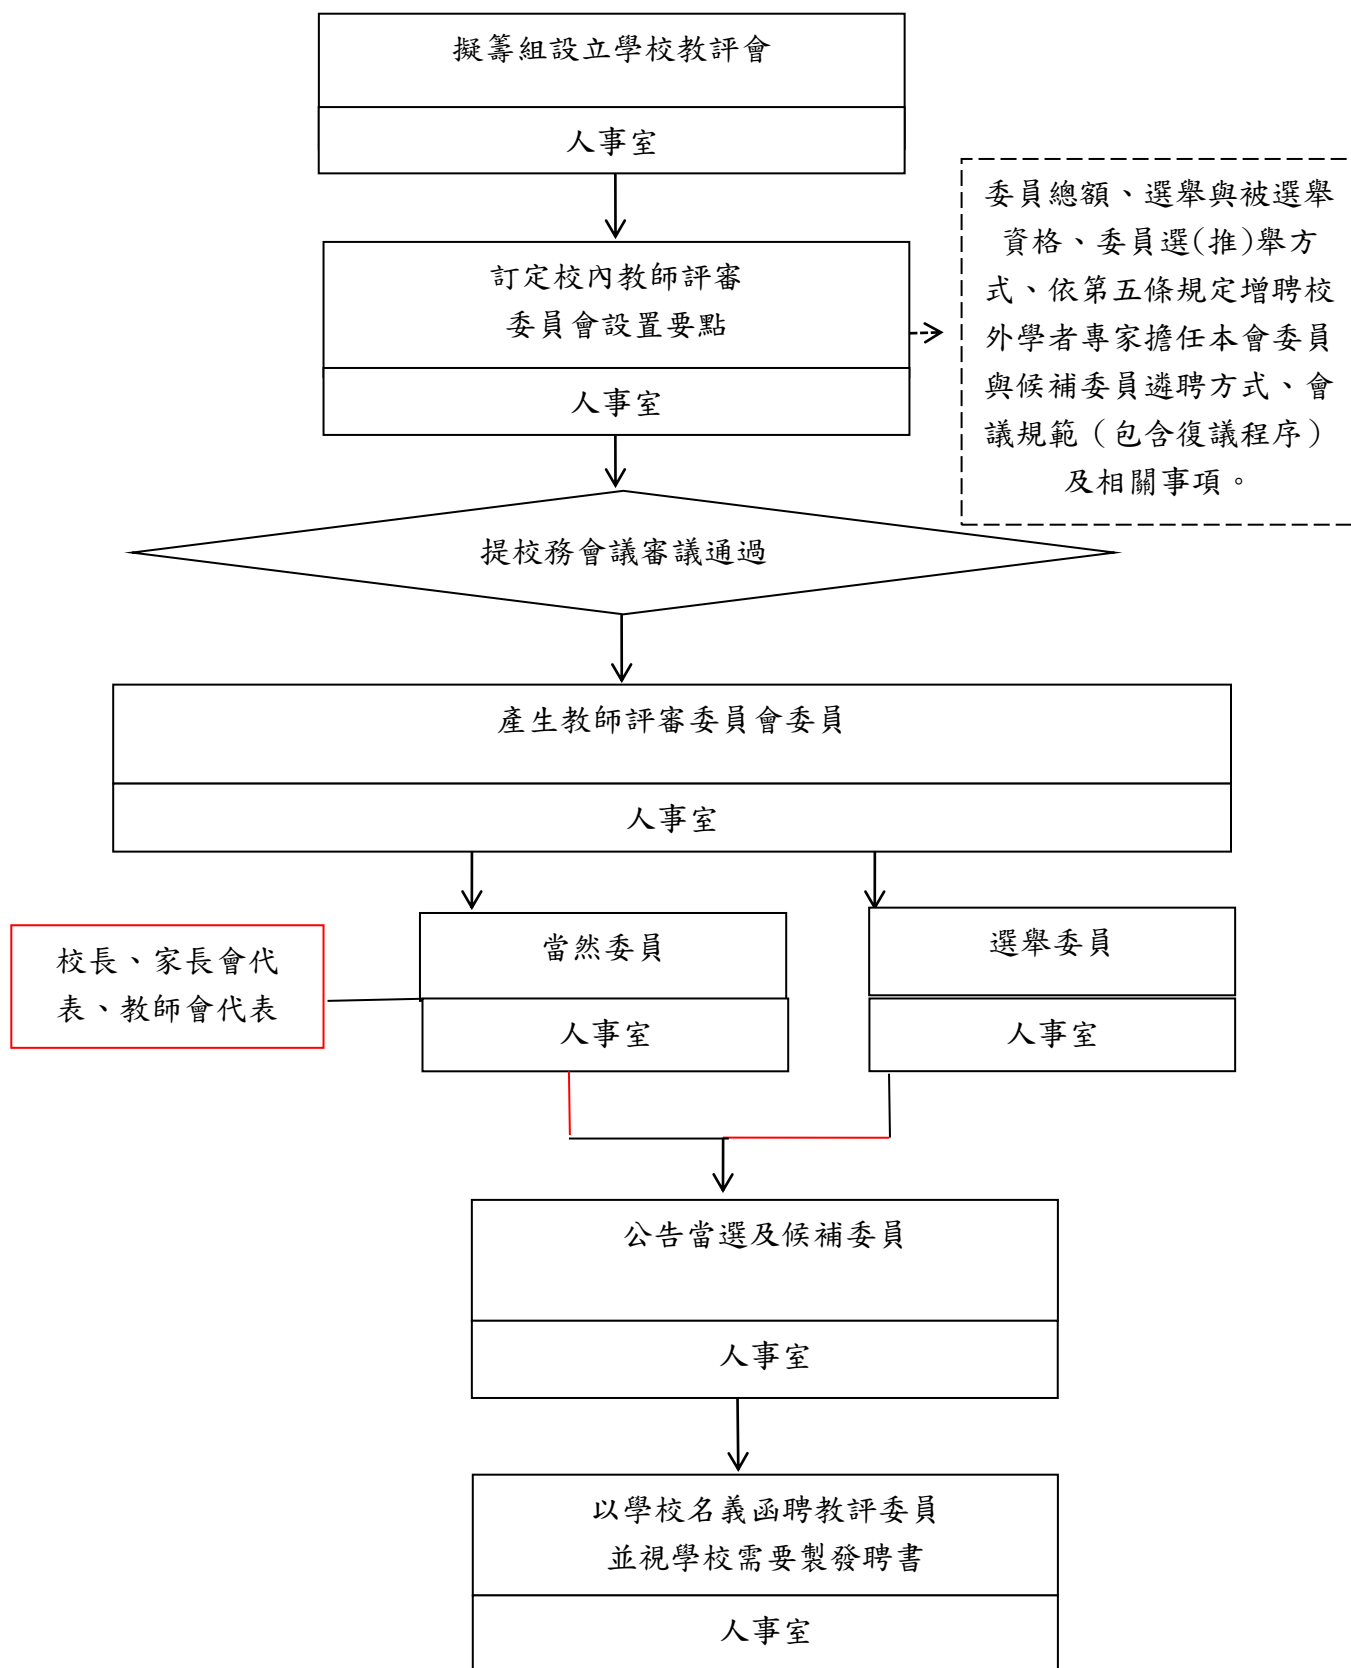 擬籌組設立學校教評會
人事室
訂定校內教師評審
委員會設置要點
人事室
委員總額、選舉與被選舉
資格、委員選(推)舉方
式、依第五條規定增聘校
外學者專家擔任本會委員
與候補委員遴聘方式、會
議規範（包含復議程序）
及相關事項。
提校務會議審議通過
產生教師評審委員會委員
人事室
校長、家長會代
表、教師會代表
當然委員
人事室
選舉委員
人事室
公告當選及候補委員
人事室
以學校名義函聘教評委員
並視學校需要製發聘書
人事室